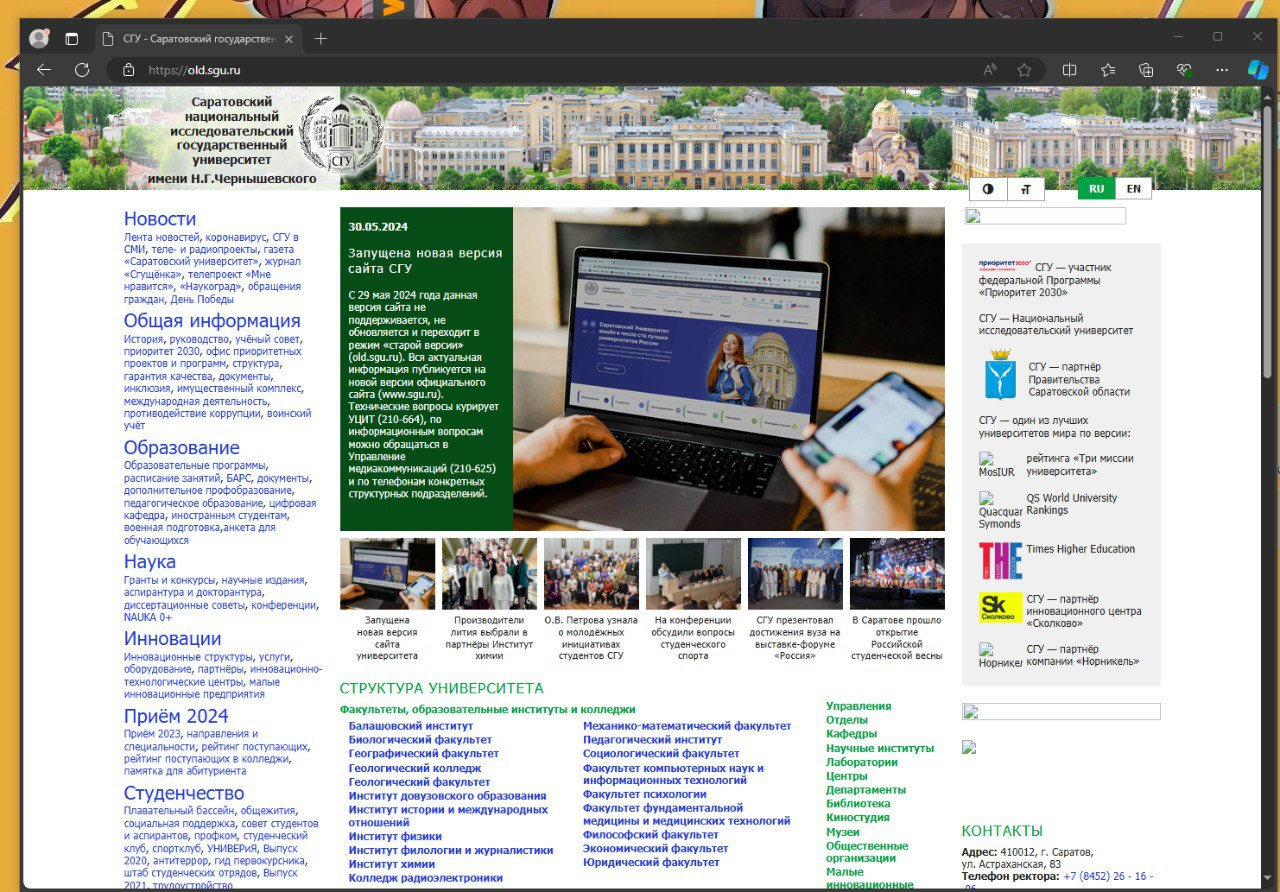 СГУ - Саратовский государствен
https://old.sgu.ru
Саратовский
национальный
исследовательский
государственный
университет
имени Н.Г.Чернышевского
СГУ
RU
EN
Новости
Лента новостей, коронавирус, СГУ в
СМИ, теле- и радиопроекты, газета
«Саратовский университет», журнал
«Сгущёнка», телепроект «Мне
нравится», «Наукоград», обращения
граждан, День Победы
Общая информация
История, руководство, учёный совет,
приоритет 2030, офис приоритетных
проектов и программ, структура,
гарантия качества, документы,
инклюзия, имущественный комплекс,
международная деятельность,
противодействие коррупции, воинский
учёт
Образование
Образовательные программы,
расписание занятий, БАРС, документы,
дополнительное профобразование,
педагогическое образование, цифровая
кафедра, иностранным студентам,
военная подготовка,анкета для
обучающихся
Наука
Гранты и конкурсы, научные издания,
аспирантура и докторантура,
диссертационные советы, конференции,
NAUKA 0+
Инновации
Инновационные структуры, услуги,
оборудование, партнёры, инновационно-
технологические центры, малые
инновационные предприятия
Приём 2024
Приём 2023, направления и
специальности, рейтинг поступающих,
рейтинг поступающих в колледжи,
памятка для абитуриента
Студенчество
Плавательный бассейн, общежития,
социальная поддержка, совет студентов
и аспирантов, профком, студенческий
клуб, спортклуб, УНИВЕРиЯ, Выпуск
2020, антитеррор, гид первокурсника,
штаб студенческих отрядов, Выпуск
2021, трудоустройство
30.05.2024
Запущена новая версия
сайта СГУ
С 29 мая 2024 года данная
версия сайта не
поддерживается, не
обновляется и переходит в
режим «старой версии»
(old.sgu.ru). Вся актуальная
информация публикуется на
новой версии официального
сайта (www.sgu.ru).
Технические вопросы курирует
УЦИТ (210-664), по
информационным вопросам
можно обращаться в
Управление
медиакоммуникаций (210-625)
и по телефонам конкретных
структурных подразделений.
Саратовский Университет
вошёл в число ста лучших
университетов России
Запущена
новая версия
сайта
университета
Производители
лития выбрали в
партнёры Институт
химии
О.В. Петрова узнала
о молодёжных
инициативах
студентов СГУ
На конференции
обсудили вопросы
студенческого
спорта
СГУ презентовал
достижения вуза на
выставке-форуме
«Россия»
В Саратове прошло
открытие
Российской
студенческой весны
СТРУКТУРА УНИВЕРСИТЕТА
Факультеты, образовательные институты и колледжи
Балашовский институт
Биологический факультет
Географический факультет
Геологический колледж
Геологический факультет
Институт довузовского образования
Институт истории и международных
отношений
Институт физики
Институт филологии и журналистики
Институт химии
Колледж радиоэлектроники
Механико-математический факультет
Педагогический институт
Социологический факультет
Факультет компьютерных наук и
информационных технологий
Факультет психологии
Факультет фундаментальной
медицины и медицинских технологий
Философский факультет
Экономический факультет
Юридический факультет
Управления
Отделы
Кафедры
Научные институты
Лаборатории
Центры
Департаменты
Библиотека
Киностудия
Музеи
Общественные
организации
Малые
инновационные
приоритет2030
СГУ — участник
федеральной Программы
«Приоритет 2030»
СГУ — Национальный
исследовательский университет
СГУ — партнёр
Правительства
Саратовской области
СГУ — один из лучших
университетов мира по версии:
MosIUR
рейтинга «Три миссии
университета»
Quacquar
Symonds
QS World University
Rankings
THE
Times Higher Education
Sk
Сколково
СГУ — партнёр
инновационного центра
«Сколково»
Норнике
СГУ — партнёр
компании «Норникель»
КОНТАКТЫ
Адрес: 410012, г. Саратов,
ул. Астраханская, 83
Телефон ректора: +7 (8452) 26 - 16 -